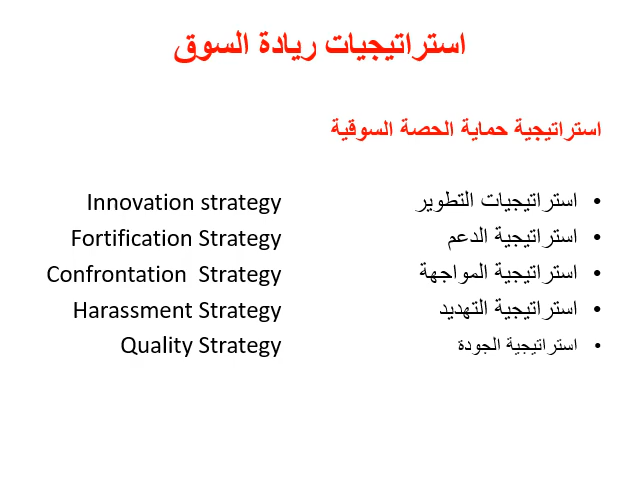 استراتيجيات ريادة السوق
استراتيجية حماية الحصة السوقية
• استراتيجيات التطوير Innovation strategy
• استراتيجية الدعم Fortification Strategy
• استراتيجية المواجهة Confrontation  Strategy
• استراتيجية التهديد Harassment Strategy
• استراتيجية الجودة Quality Strategy